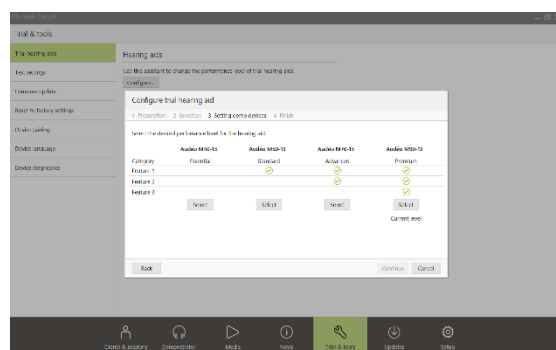 Phonak Target
Trial & tools
Trial hearing aids
Hearing aids
Test settings
Use this assistant to change the performance level of trial hearing aids.
Configure...
Firmware update
Reset to factory settings
Device pairing
Device language
Device diagnostics
Configure trial hearing aid
1 Preparation 2 Selection 3 Setting demo devices 4 Finish
Select the desired performance level for the hearing aid.
Audéo M30-13 Audéo M50-13 Audéo M70-13 Audéo M90-13
Category Essential Standard Advanced Premium
Feature 1
Feature 2
Feature 3
Select Select Select Select
Current level
Back Continue Cancel
Clients & sessions Demonstrator Media News Trial & tools Updates Setup